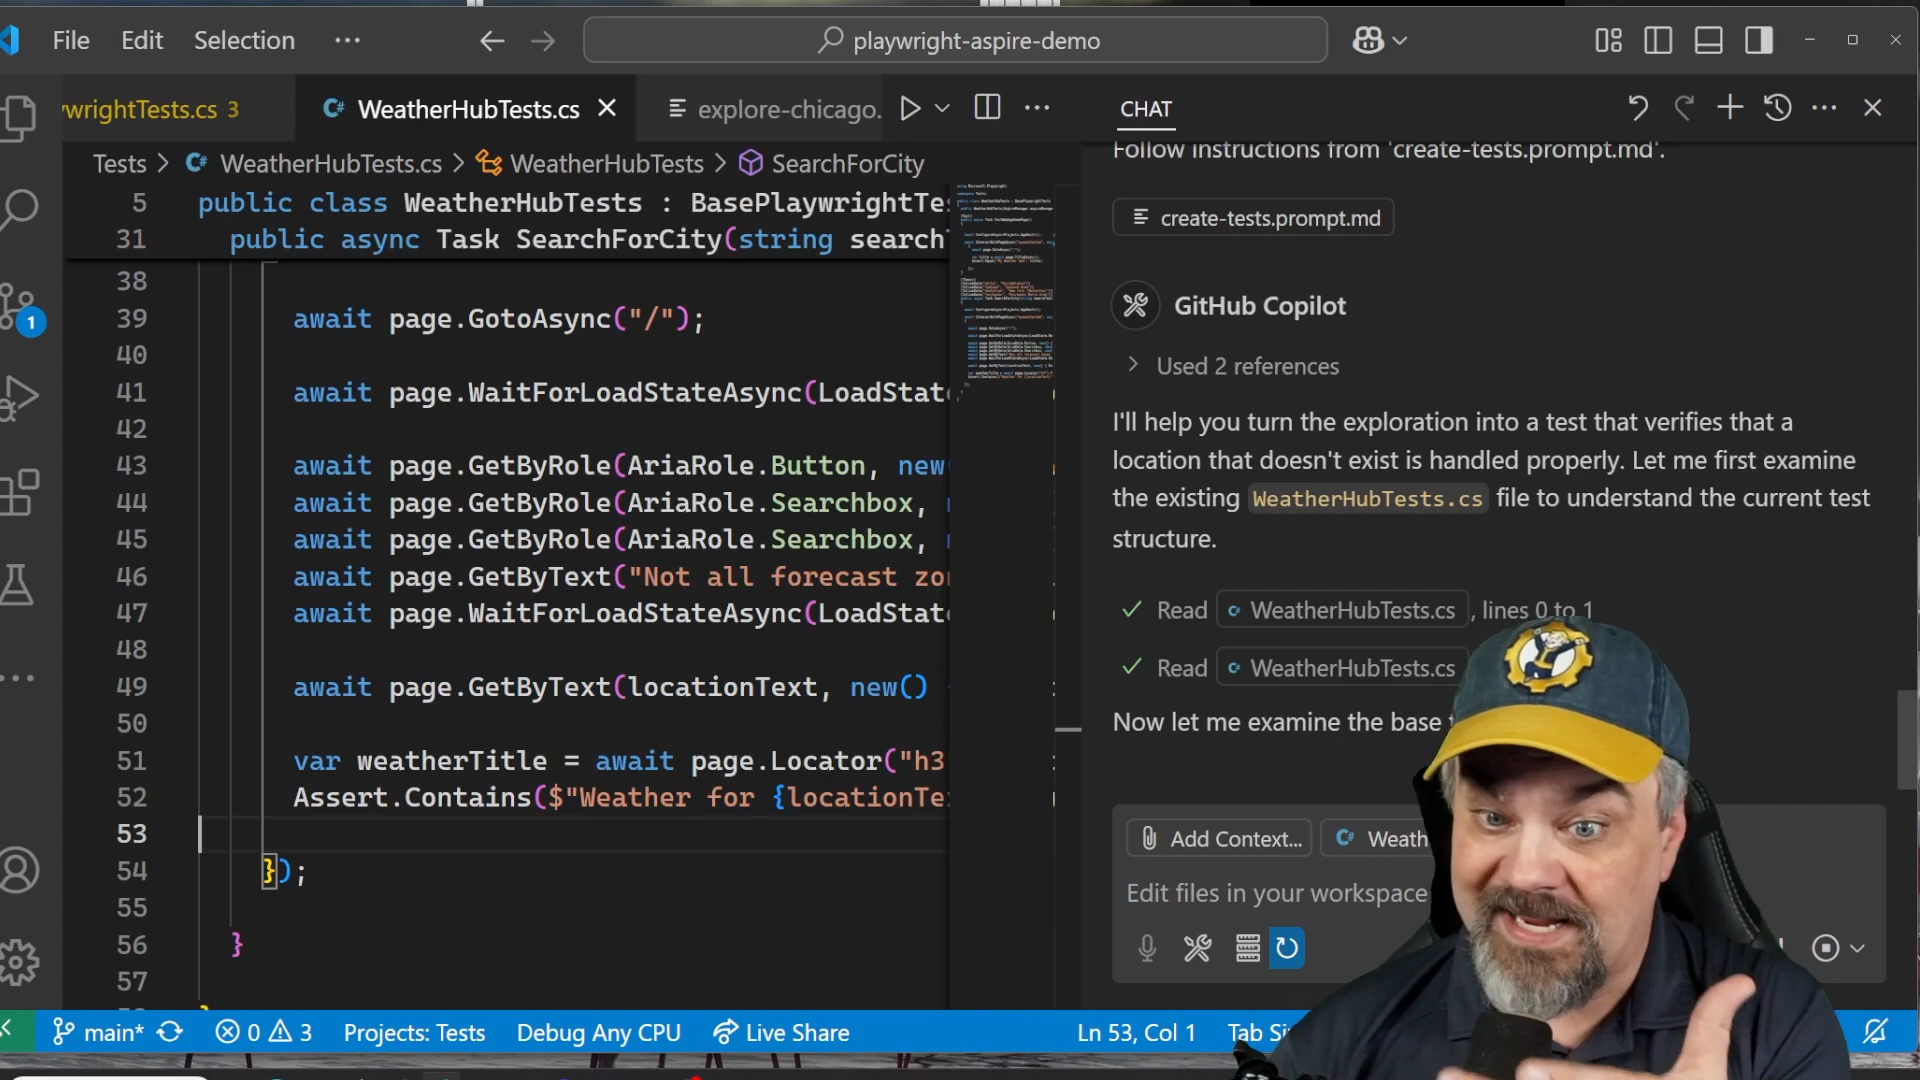 File Edit Selection ··· playwright-aspire-demo
wrightTests.cs 3 C# WeatherHubTests.cs explore-chicago. ···
Tests > C# WeatherHubTests.cs > WeatherHubTests > SearchForCity
5 public class WeatherHubTests : BasePlaywrightTe
31 public async Task SearchForCity(string search
38
39 await page.GotoAsync("/");
40
41 await page.WaitForLoadStateAsync(LoadState
42
43 await page.GetByRole(AriaRole.Button, new
44 await page.GetByRole(AriaRole.Searchbox,
45 await page.GetByRole(AriaRole.Searchbox,
46 await page.GetByText("Not all forecast zo
47 await page.WaitForLoadStateAsync(LoadState
48
49 await page.GetByText(locationText, new()
50
51 var weatherTitle = await page.Locator("h3
52 Assert.Contains($"Weather for {locationTe
53
54 });
55
56 }
57
CHAT
Follow instructions from 'create-tests.prompt.md'.
create-tests.prompt.md
GitHub Copilot
> Used 2 references
I'll help you turn the exploration into a test that verifies that a
location that doesn't exist is handled properly. Let me first examine
the existing WeatherHubTests.cs file to understand the current test
structure.
Read C# WeatherHubTests.cs , lines 0 to 1
Read C# WeatherHubTests.cs
Now let me examine the base
Add Context... C# Weath
Edit files in your workspace
1
main* 0 3 Projects: Tests Debug Any CPU Live Share Ln 53, Col 1 Tab Si